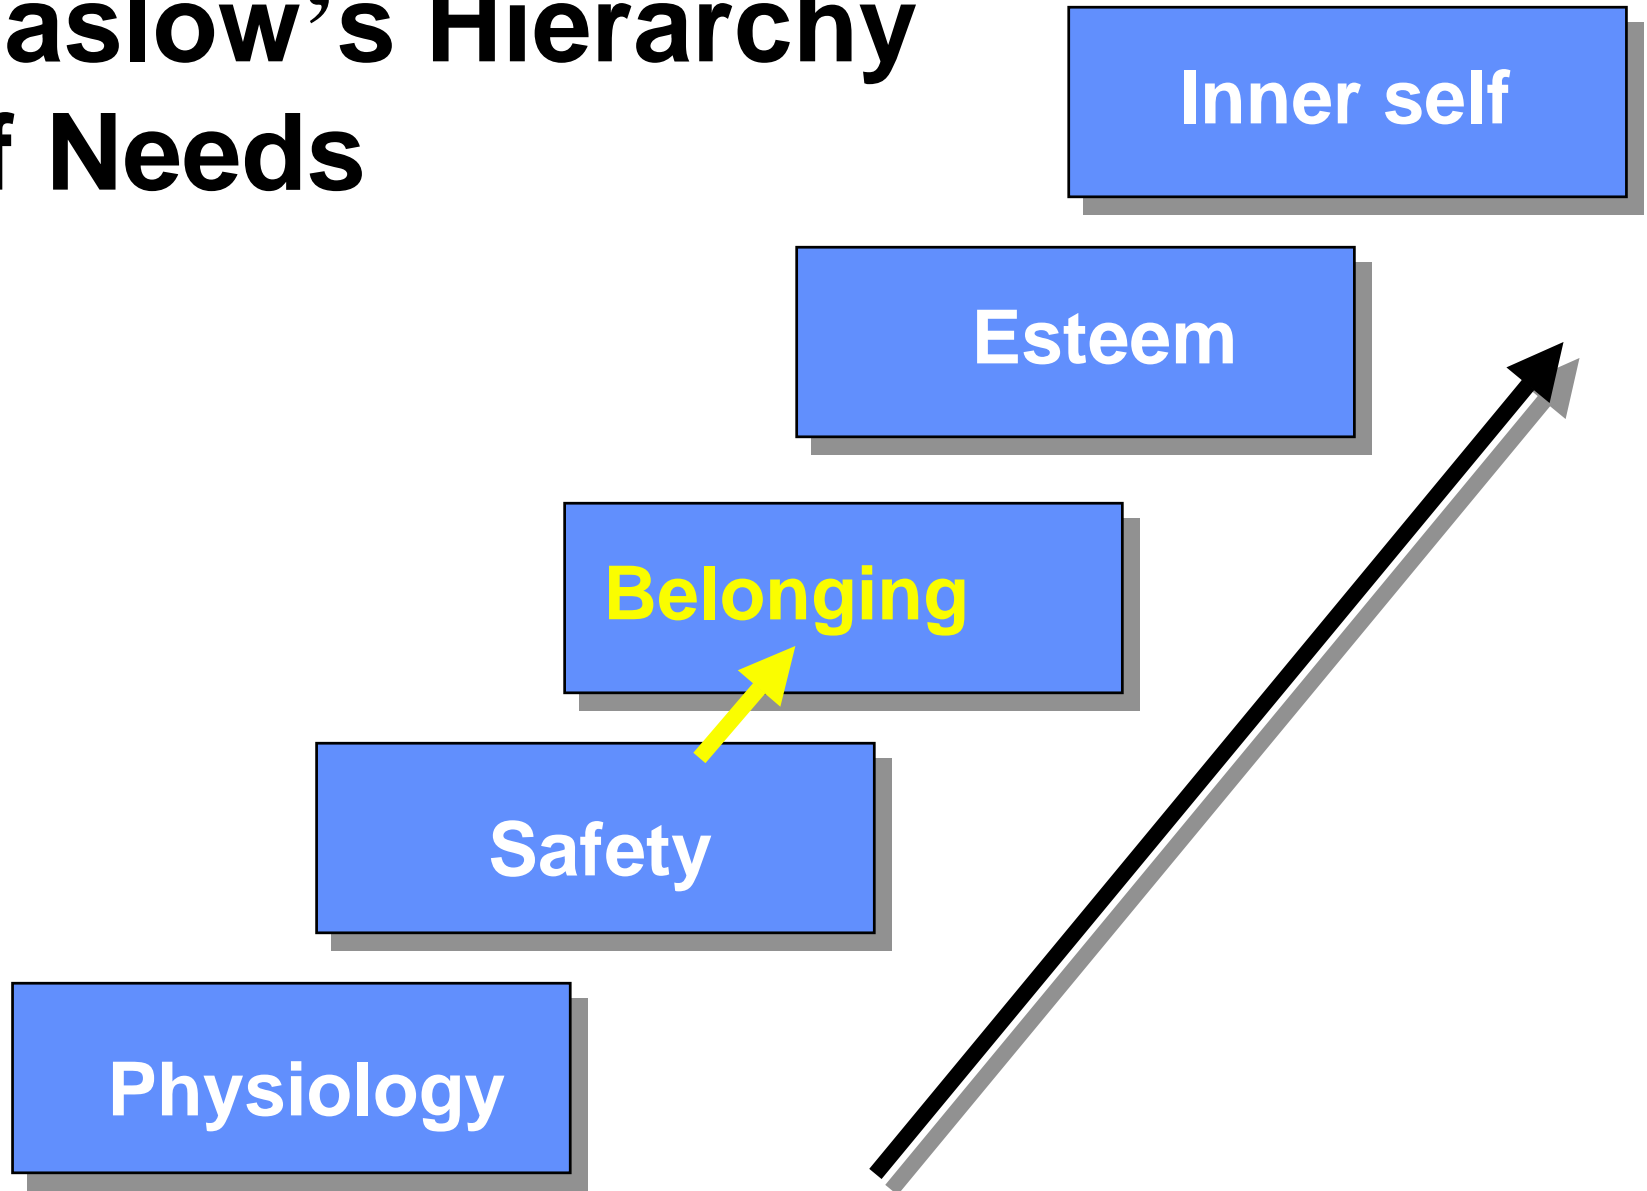 aslow’s Hierarchy
f Needs
Inner self
Esteem
Belonging
Safety
Physiology